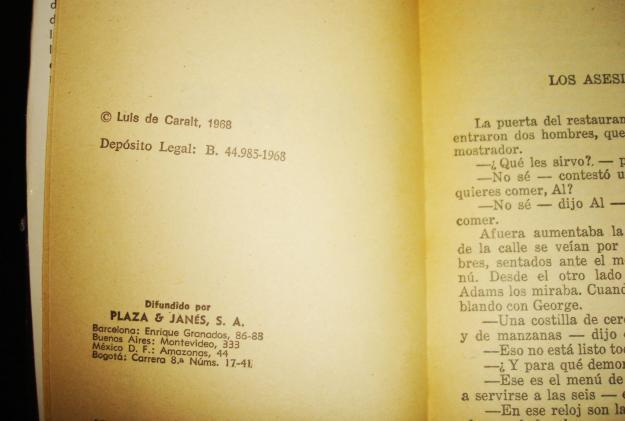 © Luis de Caralt, 1968
Depósito Legal: B. 44.985-1968
Difundido por
PLAZA & JANÉS, S. A.
Barcelona: Enrique Granados, 86-88
Buenos Aires: Montevideo, 333
México D. F.: Amazonas, 44
Bogotá: Carrera 8.ª Núms. 17-41
LOS ASESI
La puerta del restauran
entraron dos hombres, que
mostrador.
—¿Qué les sirvo?. — p
—No sé — contestó u
quieres comer, Al?
—No sé — dijo Al —
comer.
Afuera aumentaba la
de la calle se veían por
bres, sentados ante el m
nú. Desde el otro lado
Adams los miraba. Cuand
blando con George.
—Una costilla de cerd
y de manzanas — dijo
—Eso no está listo tod
—¿Y para qué demon
—Ese es el menú de
a servirse a las seis —
—En ese reloj son la